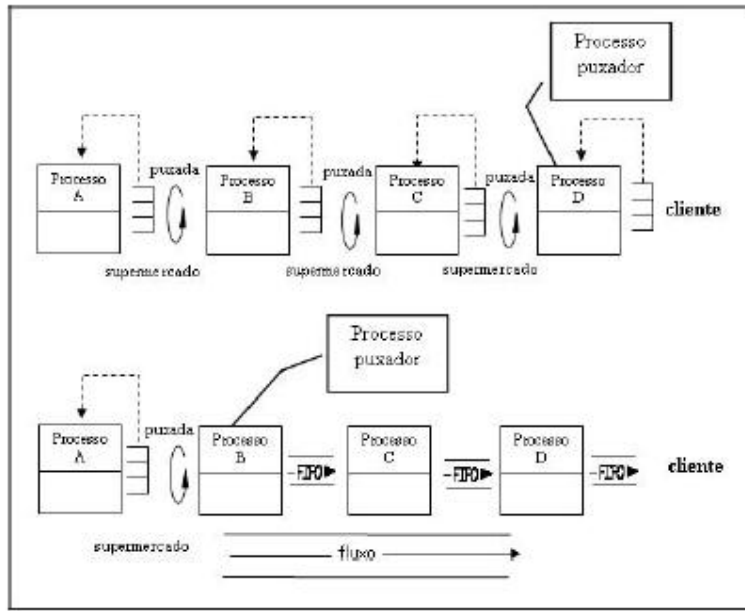 Processo
puxador
Processo
A
puxada
Processo
B
puxada
Processo
C
puxada
Processo
D
cliente
supermercado
supermercado
supermercado
Processo
puxador
Processo
A
puxada
Processo
B
FIFO
Processo
C
FIFO
Processo
D
FIFO
cliente
supermercado
fluxo